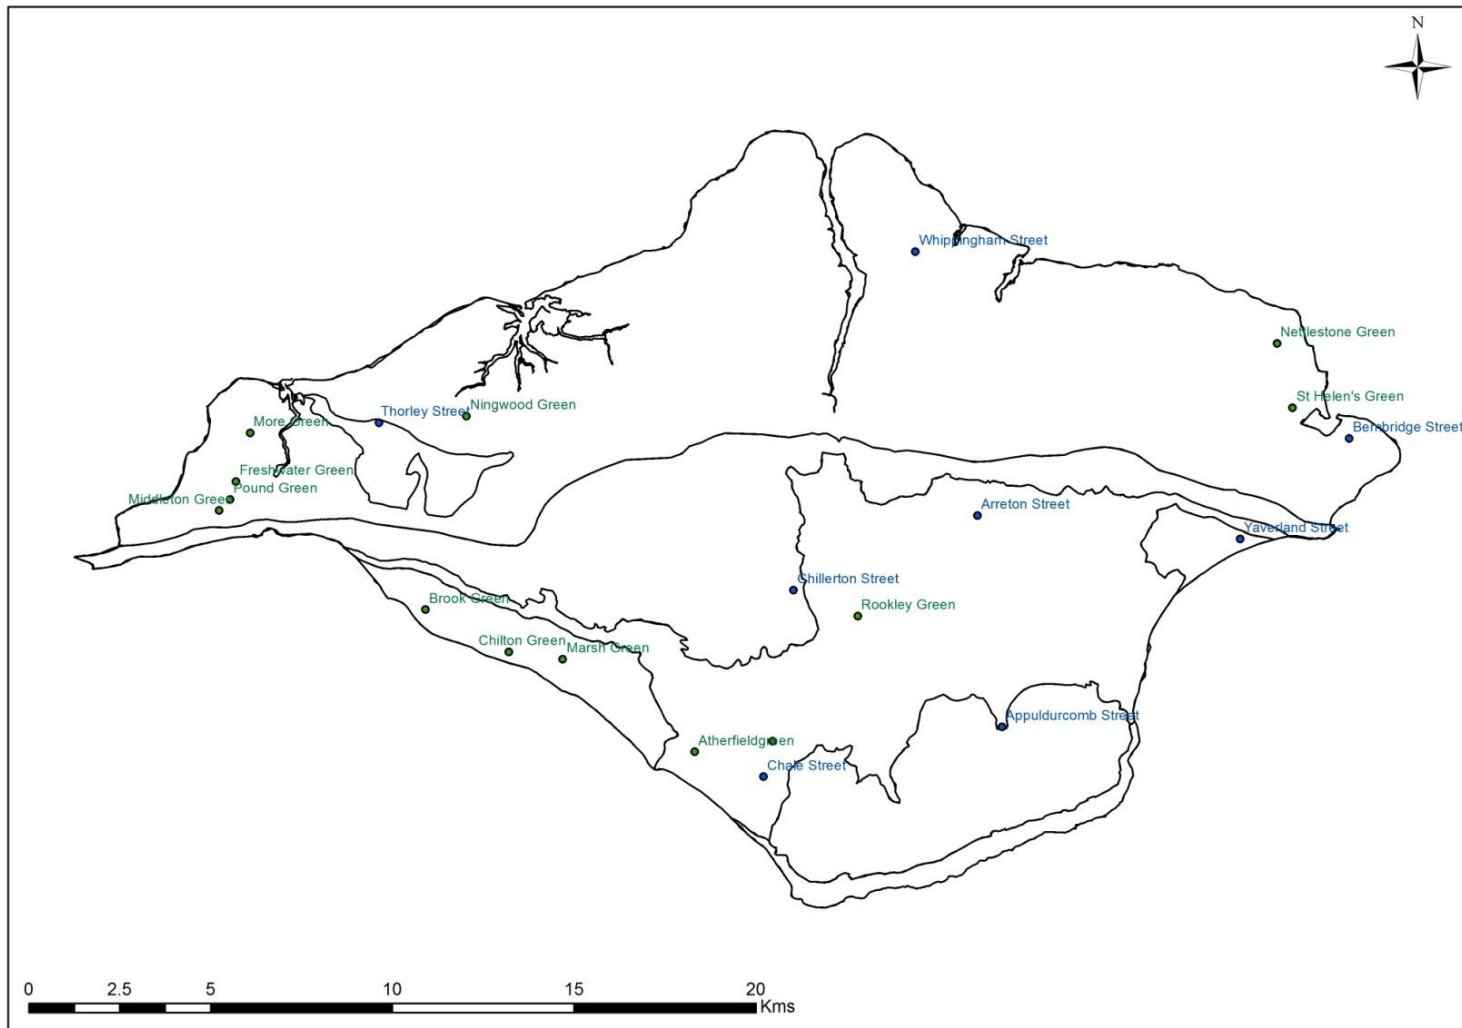 N
Whippingham Street
Nettlestone Green
St Helen's Green
Bembridge Street
Thorley Street
Ningwood Green
More Green
Freshwater Green
Pound Green
Middleton Green
Arreton Street
Yaverland Street
Chillerton Street
Rookley Green
Brook Green
Chilton Green
Marsh Green
Appuldurcomb Street
Atherfieldgreen
Chale Street
0 2.5 5 10 15 20
Kms